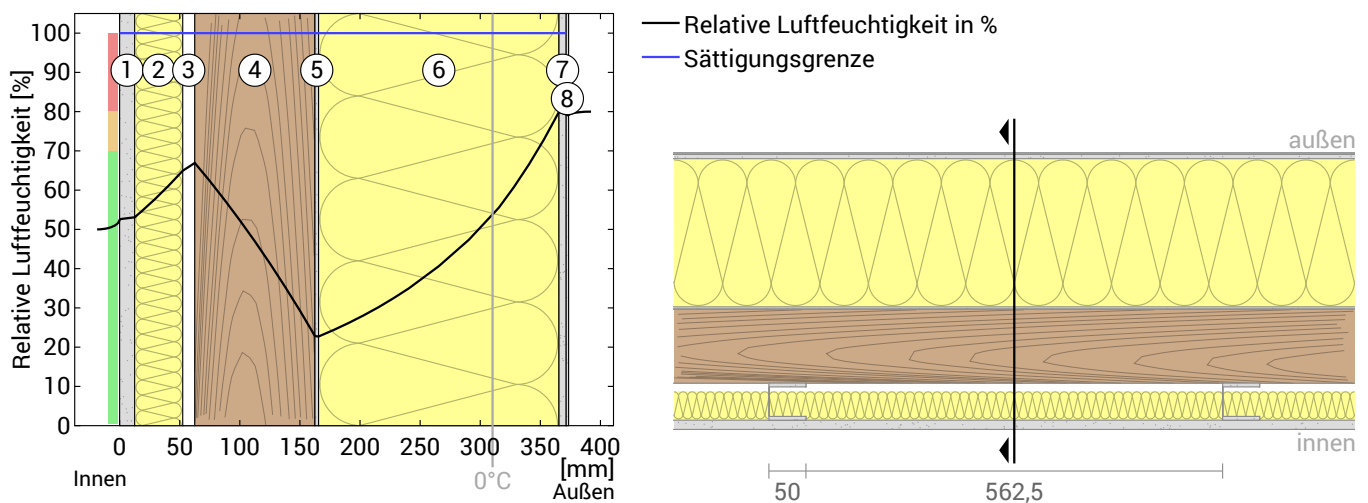 Relative Luftfeuchtigkeit in %
Sättigungsgrenze
Relative Luftfeuchtigkeit [%]
100
90
80
70
60
50
40
30
20
10
0
1 2 3 4 5 6 7
8
0 50 100 150 200 250 300 350 400
[mm]
Innen
0°C
Außen
außen
innen
50 562,5